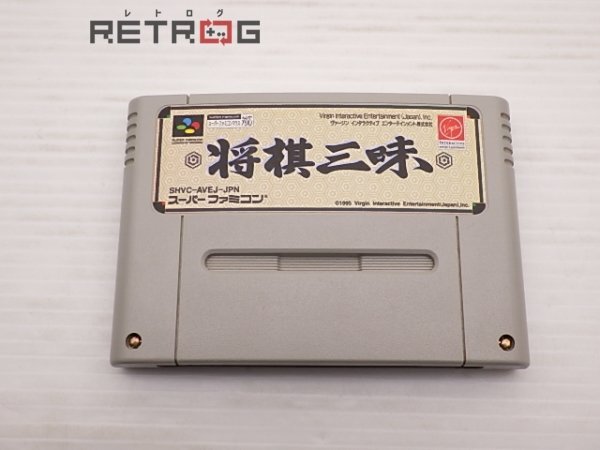 レトログ
RETROG
Virgin Interactive Entertainment (Japan), Inc.
ヴァージン インタラクティブ エンターテインメント株式会社
Virgin
将棋三昧
SHVC-AVEJ-JPN
スーパーファミコン
©1995 Virgin Interactive Entertainment(Japan),Inc.